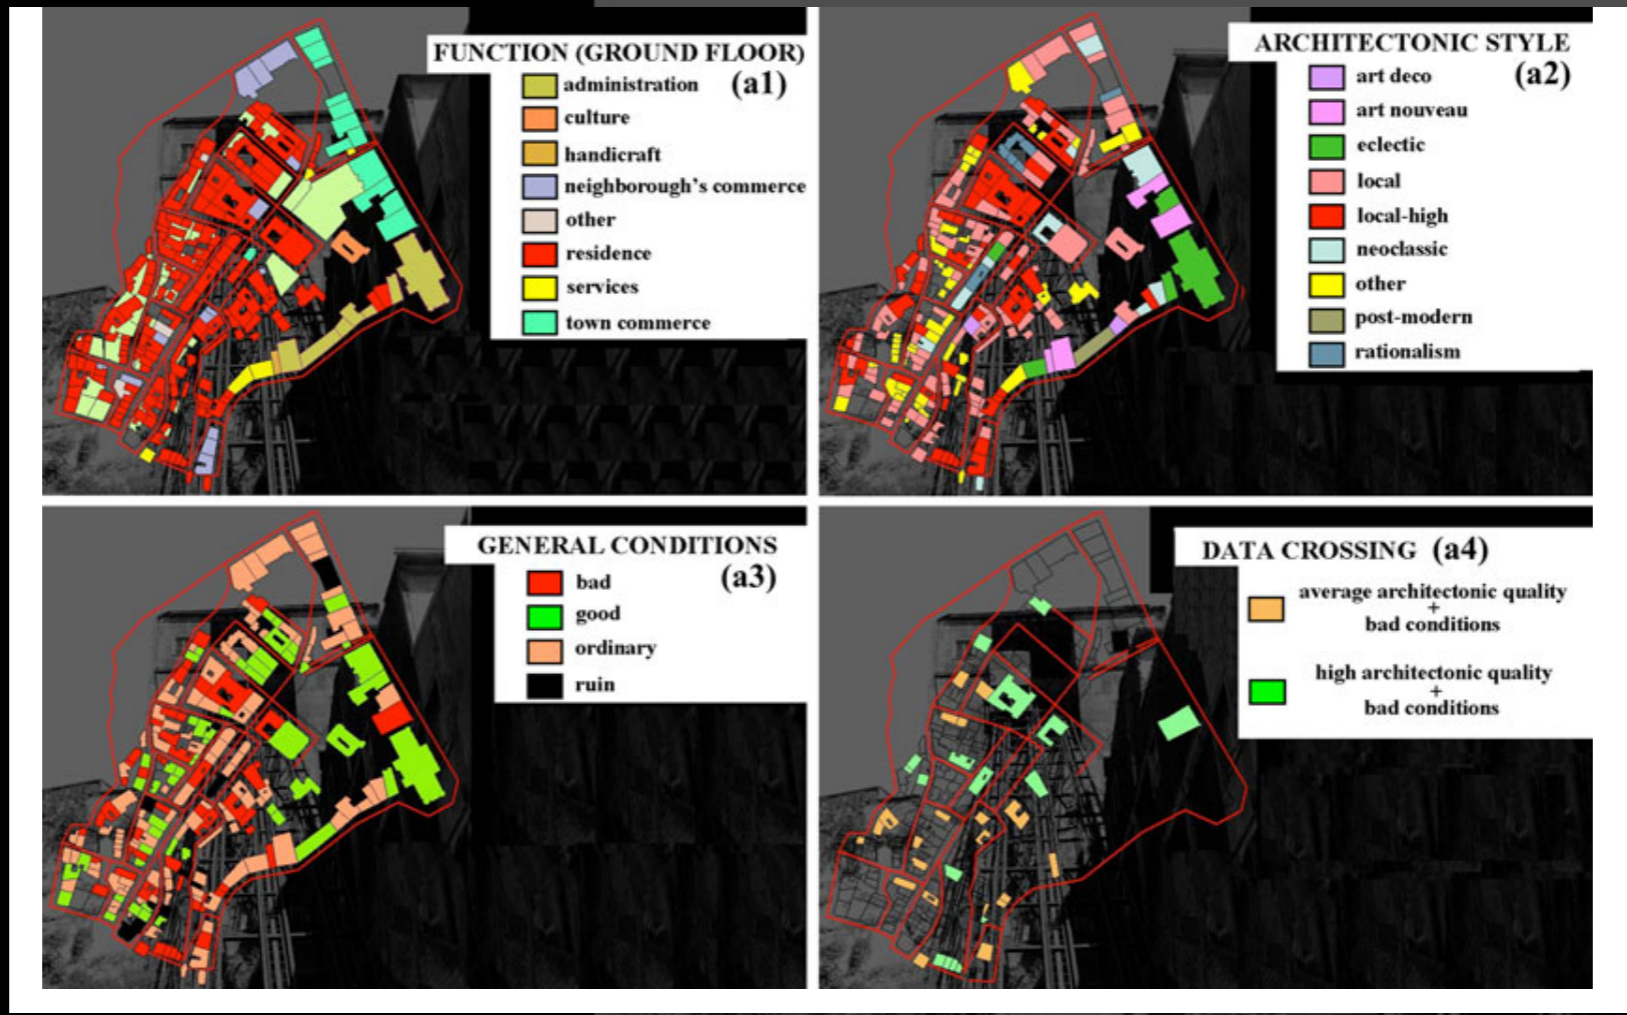 FUNCTION (GROUND FLOOR)
(a1)
administration
culture
handicraft
neighborough's commerce
other
residence
services
town commerce
ARCHITECTONIC STYLE
(a2)
art deco
art nouveau
eclectic
local
local-high
neoclassic
other
post-modern
rationalism
GENERAL CONDITIONS
(a3)
bad
good
ordinary
ruin
DATA CROSSING (a4)
average architectonic quality
+
bad conditions
high architectonic quality
+
bad conditions